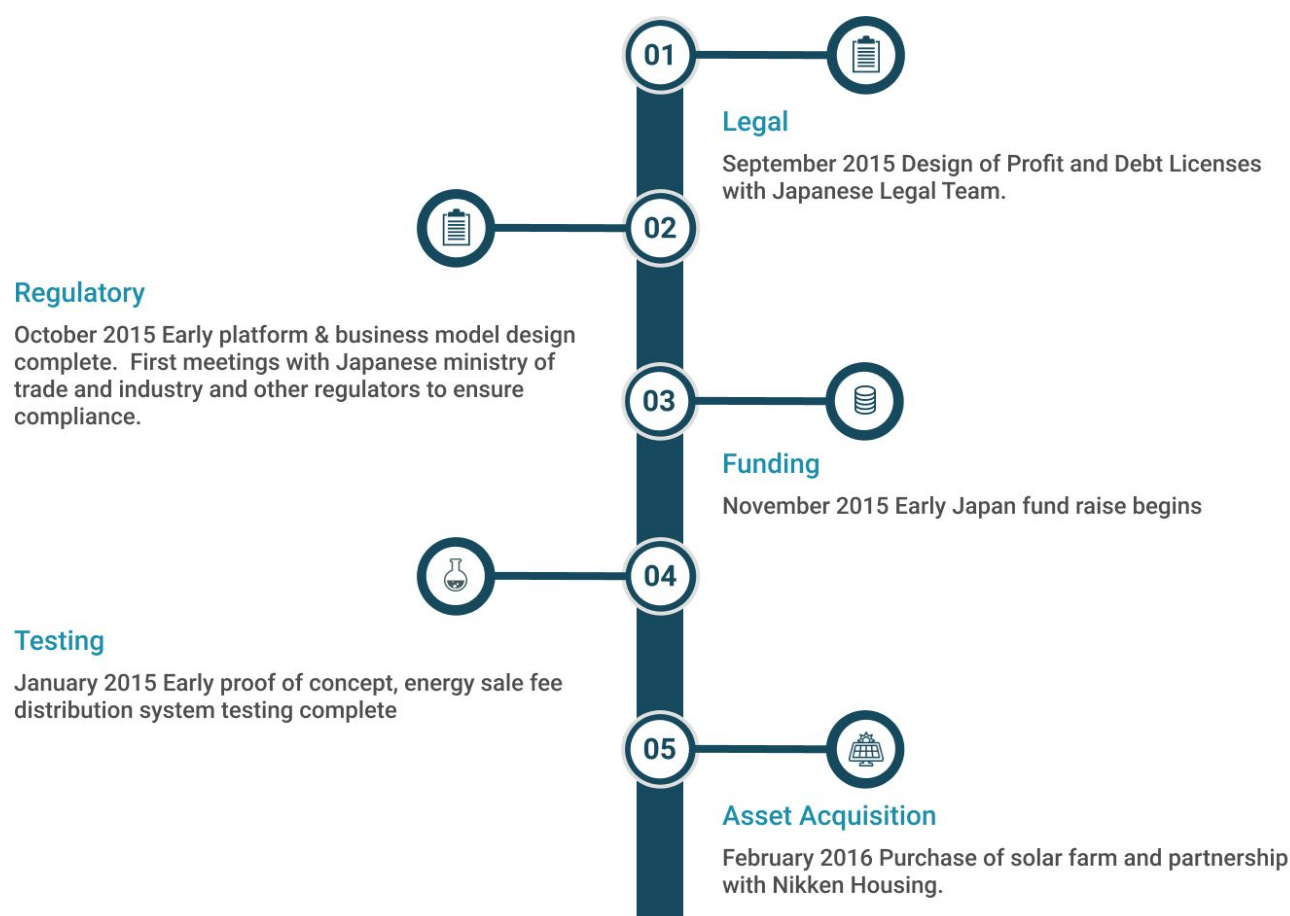 01
Legal
September 2015 Design of Profit and Debt Licenses
with Japanese Legal Team.
02
Regulatory
October 2015 Early platform & business model design
complete.  First meetings with Japanese ministry of
trade and industry and other regulators to ensure
compliance.
03
Funding
November 2015 Early Japan fund raise begins
04
Testing
January 2015 Early proof of concept, energy sale fee
distribution system testing complete
05
Asset Acquisition
February 2016 Purchase of solar farm and partnership
with Nikken Housing.